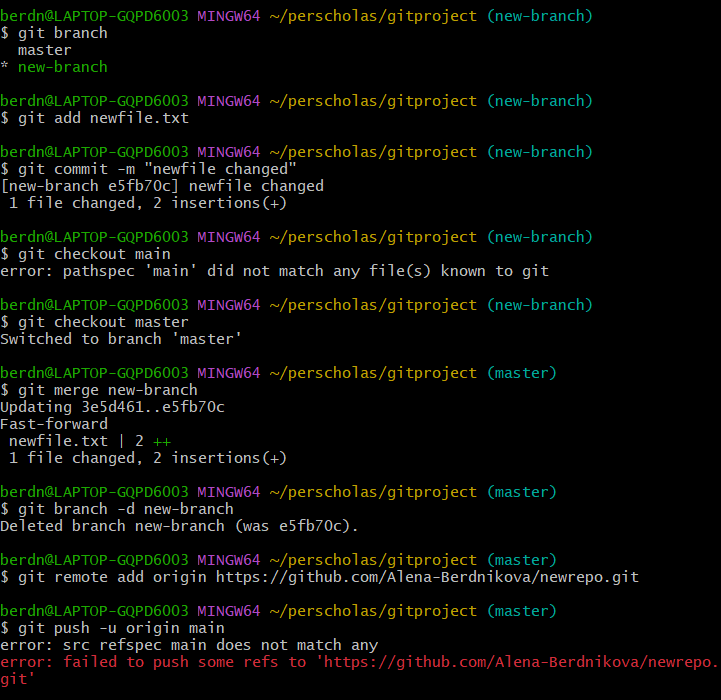 berdn@LAPTOP-GQPD6003 MINGW64 ~/perscholas/gitproject (new-branch)
$ git branch
  master
* new-branch

berdn@LAPTOP-GQPD6003 MINGW64 ~/perscholas/gitproject (new-branch)
$ git add newfile.txt

berdn@LAPTOP-GQPD6003 MINGW64 ~/perscholas/gitproject (new-branch)
$ git commit -m "newfile changed"
[new-branch e5fb70c] newfile changed
 1 file changed, 2 insertions(+)

berdn@LAPTOP-GQPD6003 MINGW64 ~/perscholas/gitproject (new-branch)
$ git checkout main
error: pathspec 'main' did not match any file(s) known to git

berdn@LAPTOP-GQPD6003 MINGW64 ~/perscholas/gitproject (new-branch)
$ git checkout master
Switched to branch 'master'

berdn@LAPTOP-GQPD6003 MINGW64 ~/perscholas/gitproject (master)
$ git merge new-branch
Updating 3e5d461..e5fb70c
Fast-forward
 newfile.txt | 2 ++
 1 file changed, 2 insertions(+)

berdn@LAPTOP-GQPD6003 MINGW64 ~/perscholas/gitproject (master)
$ git branch -d new-branch
Deleted branch new-branch (was e5fb70c).

berdn@LAPTOP-GQPD6003 MINGW64 ~/perscholas/gitproject (master)
$ git remote add origin https://github.com/Alena-Berdnikova/newrepo.git

berdn@LAPTOP-GQPD6003 MINGW64 ~/perscholas/gitproject (master)
$ git push -u origin main
error: src refspec main does not match any
error: failed to push some refs to 'https://github.com/Alena-Berdnikova/newrepo.
git'